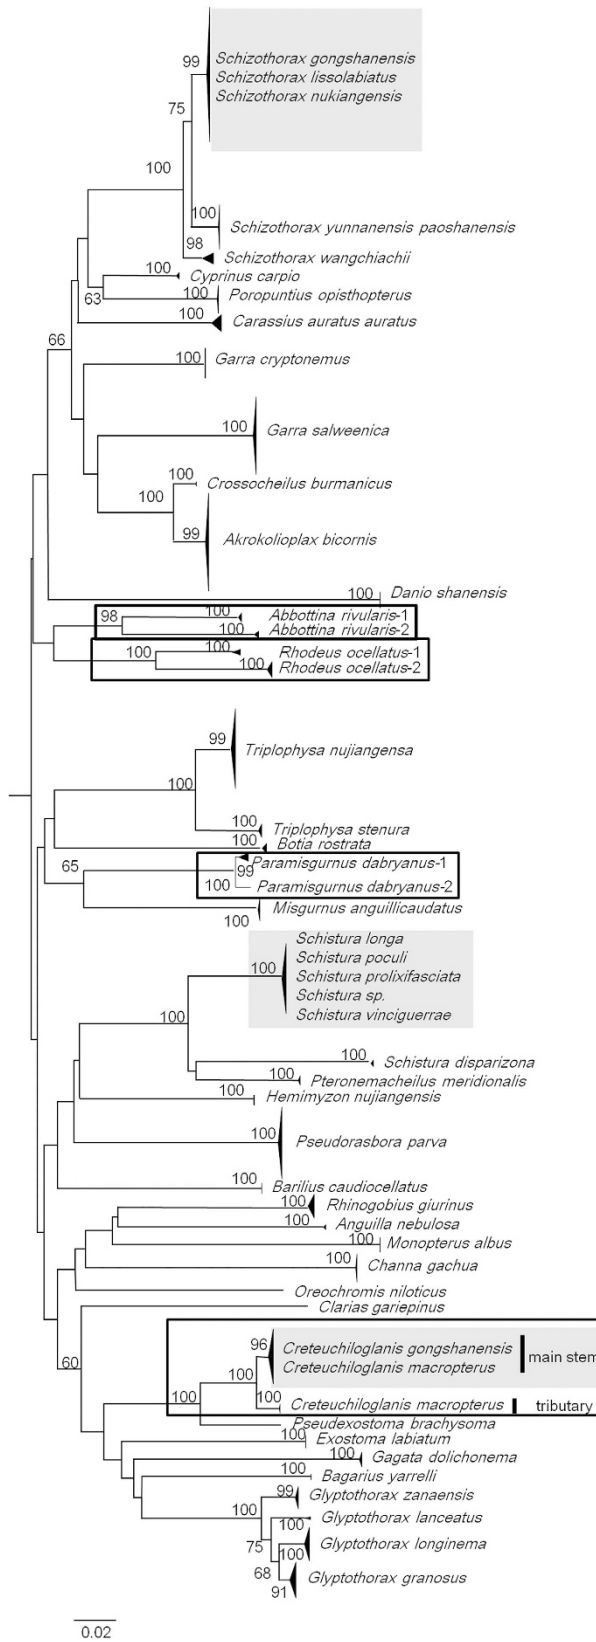 99
Schizothorax gongshanensis
Schizothorax lissolabiatus
Schizothorax nukiangensis
75
100
100
Schizothorax yunnanensis paoshanensis
98
Schizothorax wangchiachii
100
Cyprinus carpio
63
100
Poropuntius opisthopterus
100
Carassius auratus auratus
66
100
Garra cryptonemus
100
Garra salweenica
100
Crossocheilus burmanicus
100
99
Akrokolioplax bicornis
100
Danio shanensis
98
100
Abbottina rivularis-1
100
Abbottina rivularis-2
100
100
Rhodeus ocellatus-1
100
Rhodeus ocellatus-2
99
Triplophysa nujiangensa
100
100
Triplophysa stenura
100
Botia rostrata
65
Paramisgurnus dabryanus-1
99
100
Paramisgurnus dabryanus-2
Misgurnus anguillicaudatus
100
Schistura longa
Schistura poculi
100
Schistura prolixifasciata
Schistura sp.
Schistura vinciguerrae
100
100
Schistura disparizona
100
Pteronemacheilus meridionalis
100
Hemimyzon nujiangensis
100
Pseudorasbora parva
100
Barilius caudiocellatus
100
Rhinogobius giurinus
100
Anguilla nebulosa
100
Monopterus albus
100
Channa gachua
Oreochromis niloticus
Clarias gariepinus
60
96
Creteuchiloglanis gongshanensis
main stem
Creteuchiloglanis macropterus
100
100
100
Creteuchiloglanis macropterus
tributary
Pseudexostoma brachysoma
100
Exostoma labiatum
100
Gagata dolichonema
100
Bagarius yarrelli
99
Glyptothorax zanaensis
100
100
Glyptothorax lanceatus
75
100
Glyptothorax longinema
68
91
Glyptothorax granosus
0.02